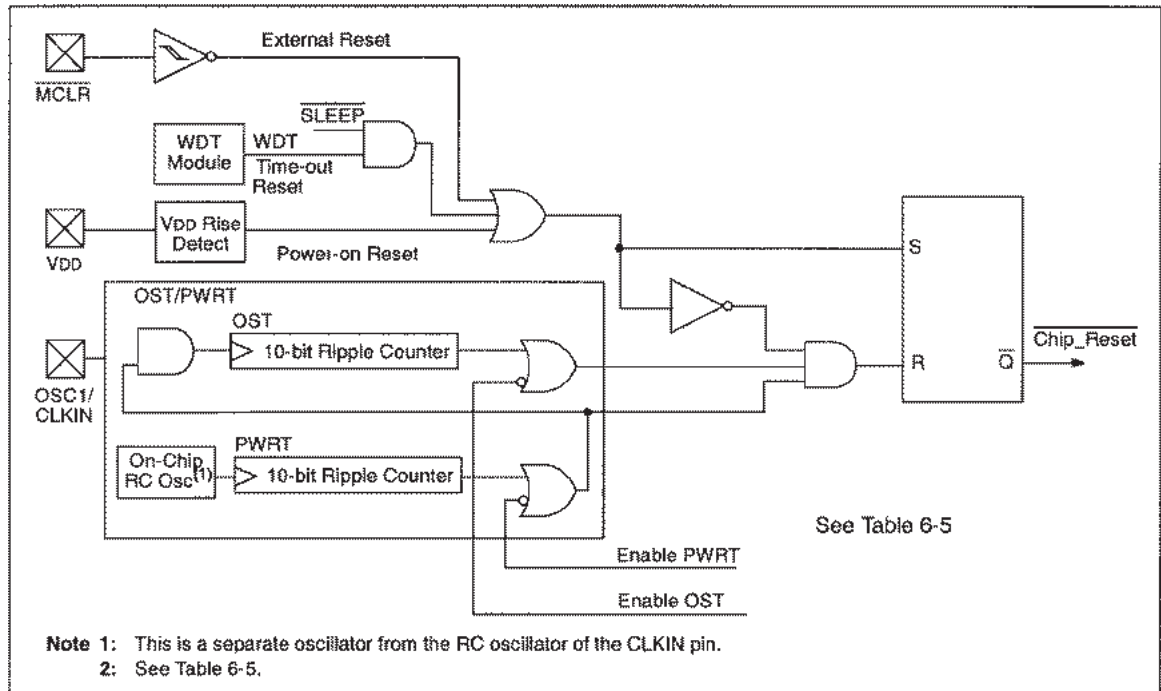 External Reset
MCLR
SLEEP
WDT
Module
WDT
Time-out
Reset
VDD
VDD Rise
Detect
Power-on Reset
S
OST/PWRT
OST
10-bit Ripple Counter
OSC1/
CLKIN
R
Q
Chip_Reset
PWRT
On-Chip
RC Osc(1)
10-bit Ripple Counter
See Table 6-5
Enable PWRT
Enable OST
Note 1: This is a separate oscillator from the RC oscillator of the CLKIN pin.
2: See Table 6-5.